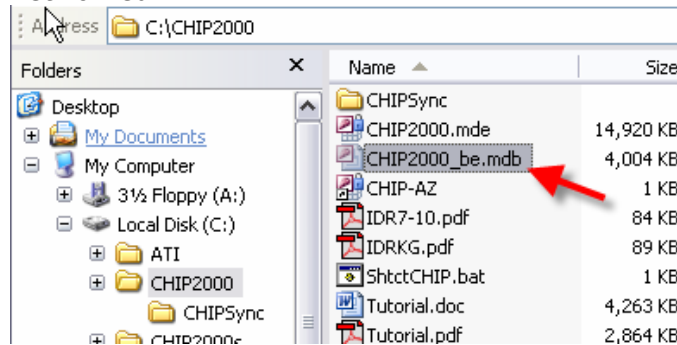 Address C:\CHIP2000
Folders
Desktop
My Documents
My Computer
3½ Floppy (A:)
Local Disk (C:)
ATI
CHIP2000
CHIPSync
CHIP2000s
Name Size
CHIPSync
CHIP2000.mde 14,920 KB
CHIP2000_be.mdb 4,004 KB
CHIP-AZ 1 KB
IDR7-10.pdf 84 KB
IDRKG.pdf 89 KB
ShtctCHIP.bat 1 KB
Tutorial.doc 4,263 KB
Tutorial.pdf 2,864 KB